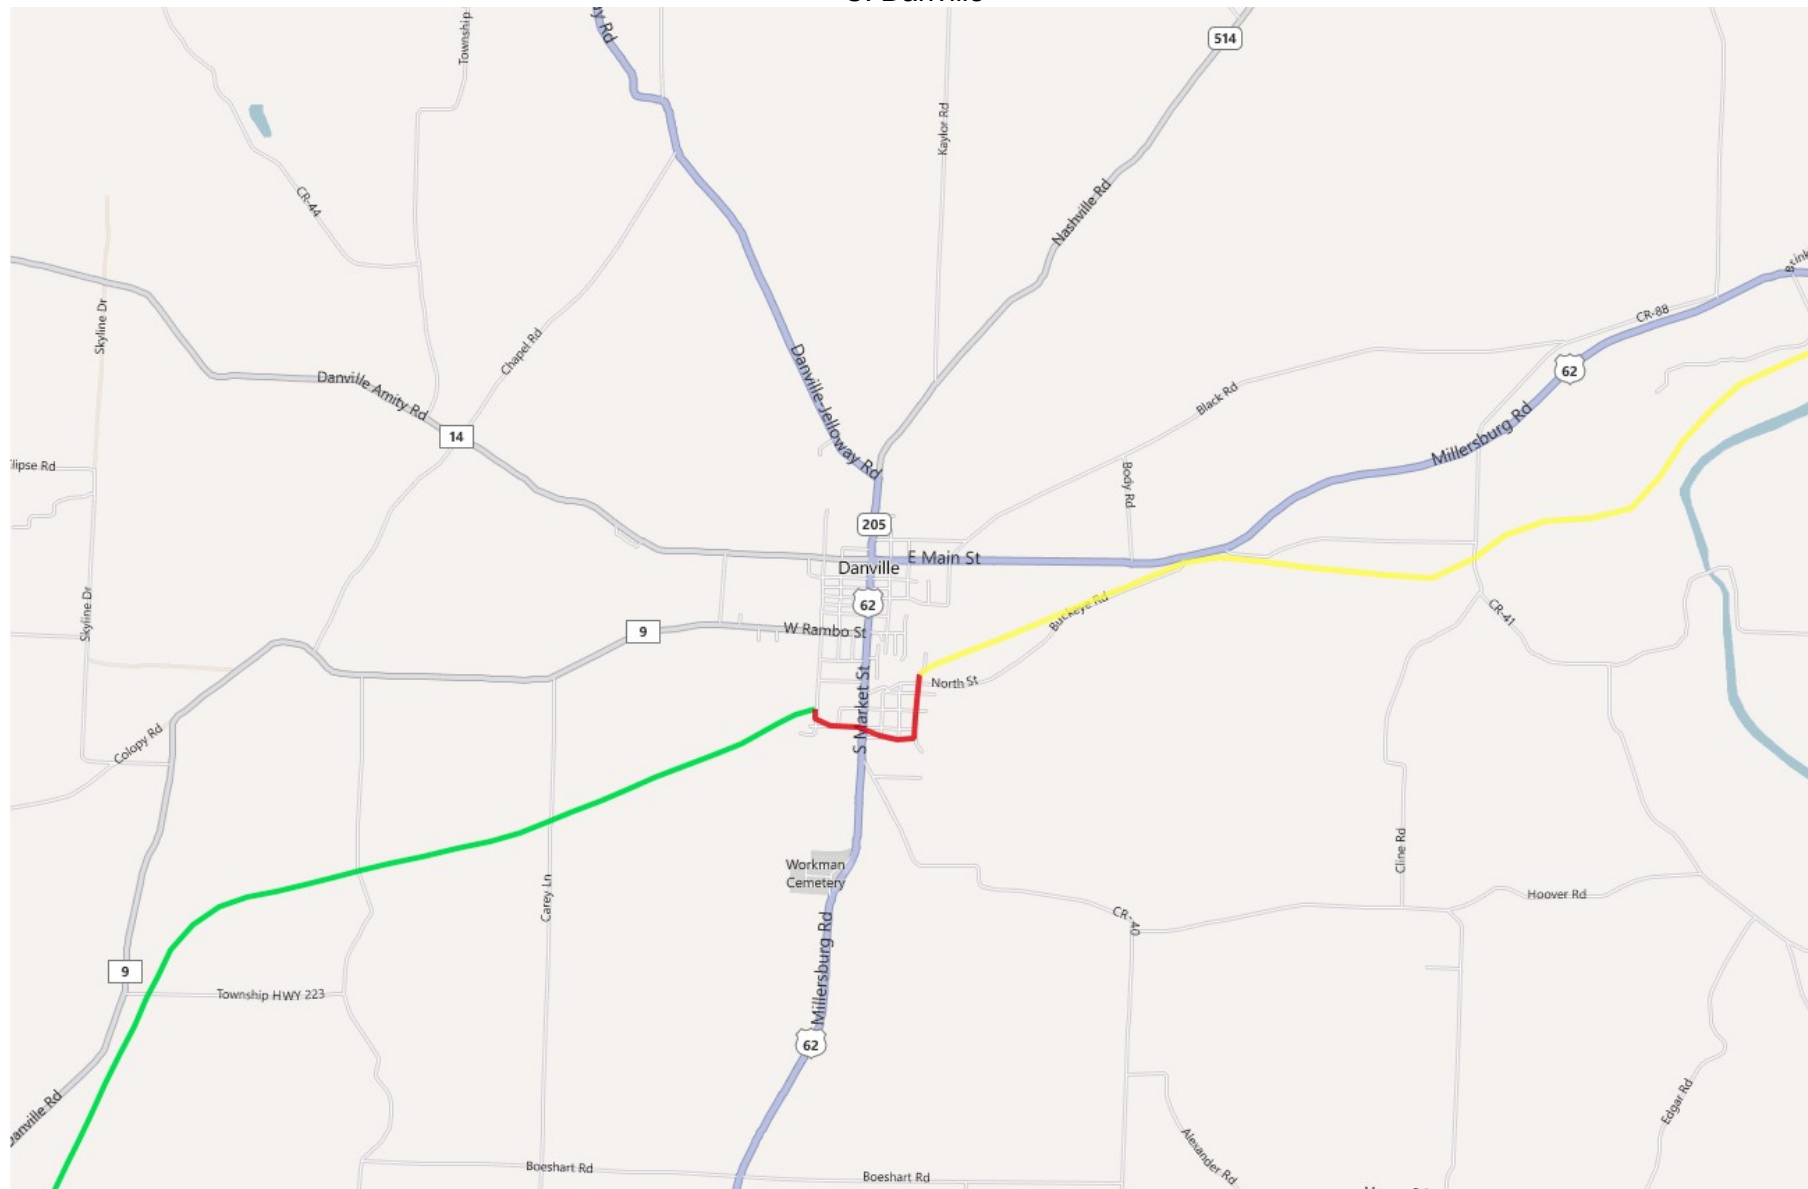 Township
514
Kaylor Rd
CR-44
Nashville Rd
Skyline Dr
CR-88
Chapel Rd
Danville-Jelloway Rd
62
Danville Amity Rd
Black Rd
14
Millersburg Rd
Body Rd
205
E Main St
Danville
62
Skyline Dr
Buckeye Rd
CR-41
9
W Rambo St
North St
S Market St
Colopy Rd
Workman
Cemetery
Cline Rd
Carey Ln
Hoover Rd
CR-40
Millersburg Rd
9
Township HWY 223
62
Danville Rd
Edgar Rd
Alexander Rd
Boeshart Rd
Boeshart Rd